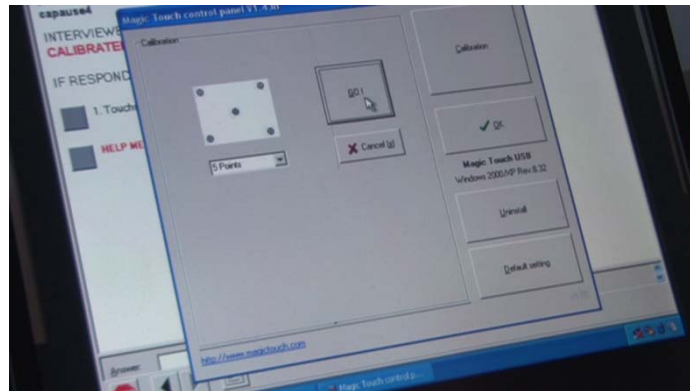 capause4
INTERVIEWE
CALIBRATE
IF RESPOND
1. Touch
HELP ME
Magic Touch control panel V1.
Calibration
GO!
5 Points
Cancel
Calibration
OK
Magic Touch USB
Windows 2000/XP Rev.8.32
Uninstall
Default setting
http://www.magictouch.com
Answer:
Magic Touch control p...